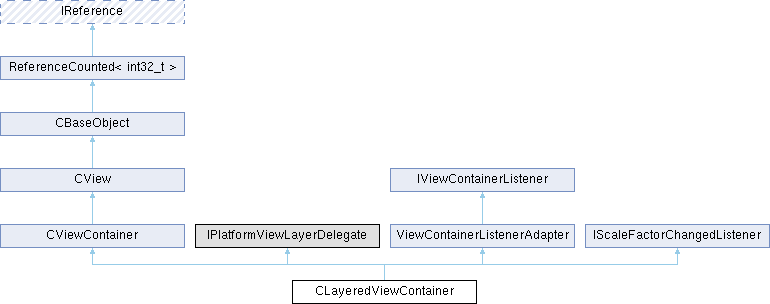 IReference
ReferenceCounted< int32_t >
CBaseObject
CView
IViewContainerListener
CViewContainer
IPlatformViewLayerDelegate
ViewContainerListenerAdapter
IScaleFactorChangedListener
CLayeredViewContainer